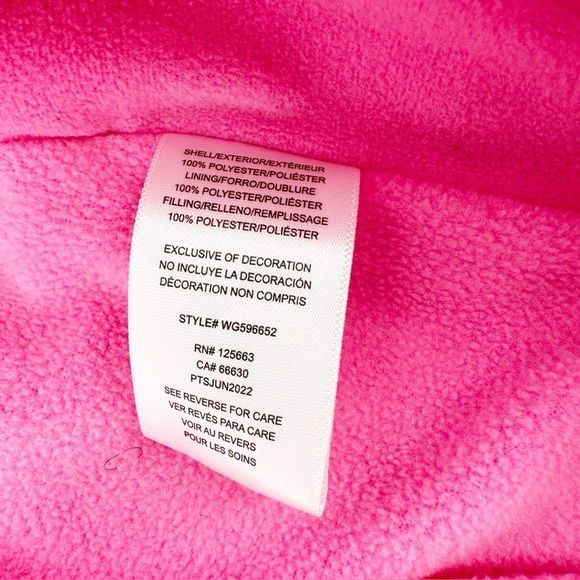 SHELL/EXTERIOR/EXTÉRIEUR
100% POLYESTER/POLIÉSTER
LINING/FORRO/DOUBLURE
100% POLYESTER/POLIÉSTER
FILLING/RELLENO/REMPLISSAGE
100% POLYESTER/POLIÉSTER
EXCLUSIVE OF DECORATION
NO INCLUYE LA DECORACIÓN
DÉCORATION NON COMPRIS
STYLE# WG596652
RN# 125663
CA# 66630
PTSJUN2022
SEE REVERSE FOR CARE
VER REVÉS PARA CARE
VOIR AU REVERS
POUR LES SOINS